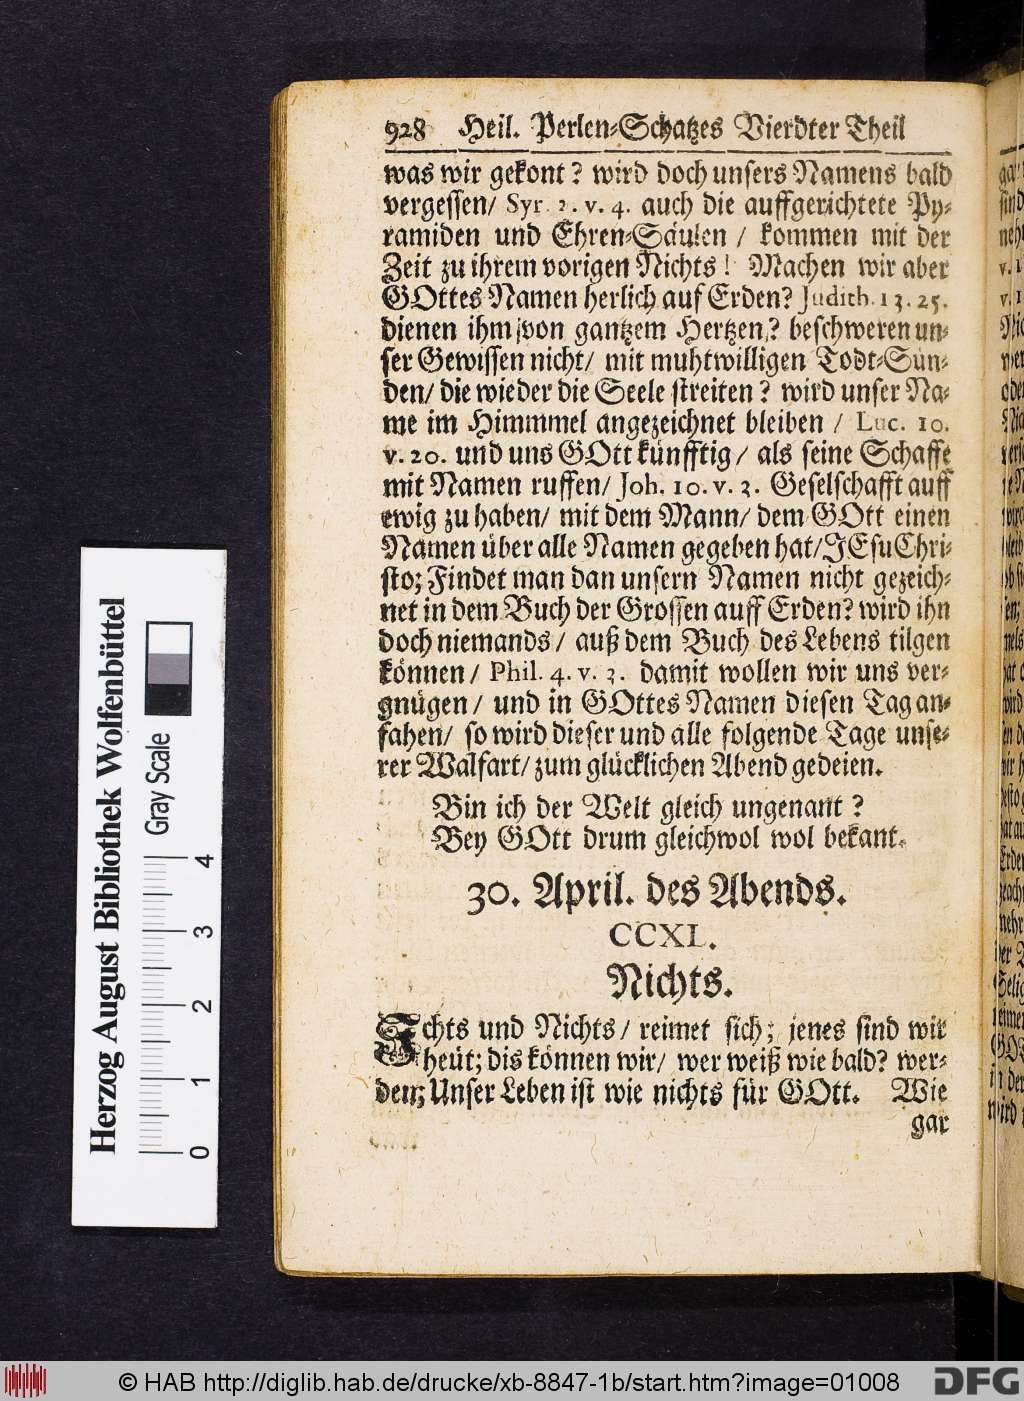 928 Heil. Perlen-Schatzes Vierdter Theil
was wir gekont? wird doch unsers Namens bald
vergessen/ Syr. 2. v. 4. auch die auffgerichtete Py-
ramiden und Ehren-Säulen / kommen mit der
Zeit zu ihrem vorigen Nichts! Machen wir aber
GOttes Namen herlich auf Erden? Judith. 13. 25.
dienen ihm von gantzem Hertzen? beschweren un-
ser Gewissen nicht/ mit muhtwilligen Todt-Sün-
den/ die wieder die Seele streiten? wird unser Na-
me im Himmmel angezeichnet bleiben / Luc. 10.
v. 20. und uns GOtt künfftig/ als seine Schaffe
mit Namen ruffen/ Joh. 10. v. 3. Geselschafft auff
ewig zu haben/ mit dem Mann/ dem GOtt einen
Namen über alle Namen gegeben hat/ JEsu Chri-
sto; Findet man dan unsern Namen nicht gezeich-
net in dem Buch der Grossen auff Erden? wird ihn
doch niemands/ auß dem Buch des Lebens tilgen
können/ Phil. 4. v. 3. damit wollen wir uns ver-
gnügen/ und in GOttes Namen diesen Tag an-
fahen/ so wird dieser und alle folgende Tage unse-
rer Walfart/ zum glücklichen Abend gedeien.
Bin ich der Welt gleich ungenant?
Bey GOtt drum gleichwol wol bekant.
30. April. des Abends.
CCXL.
Nichts.
Ichts und Nichts/ reimet sich; jenes sind wir
heüt; dis können wir/ wer weiß wie bald? wer-
den; Unser Leben ist wie nichts für GOtt. Wie
gar
Herzog August Bibliothek Wolfenbüttel
Gray Scale
0 1 2 3 4
© HAB http://diglib.hab.de/drucke/xb-8847-1b/start.htm?image=01008
DFG